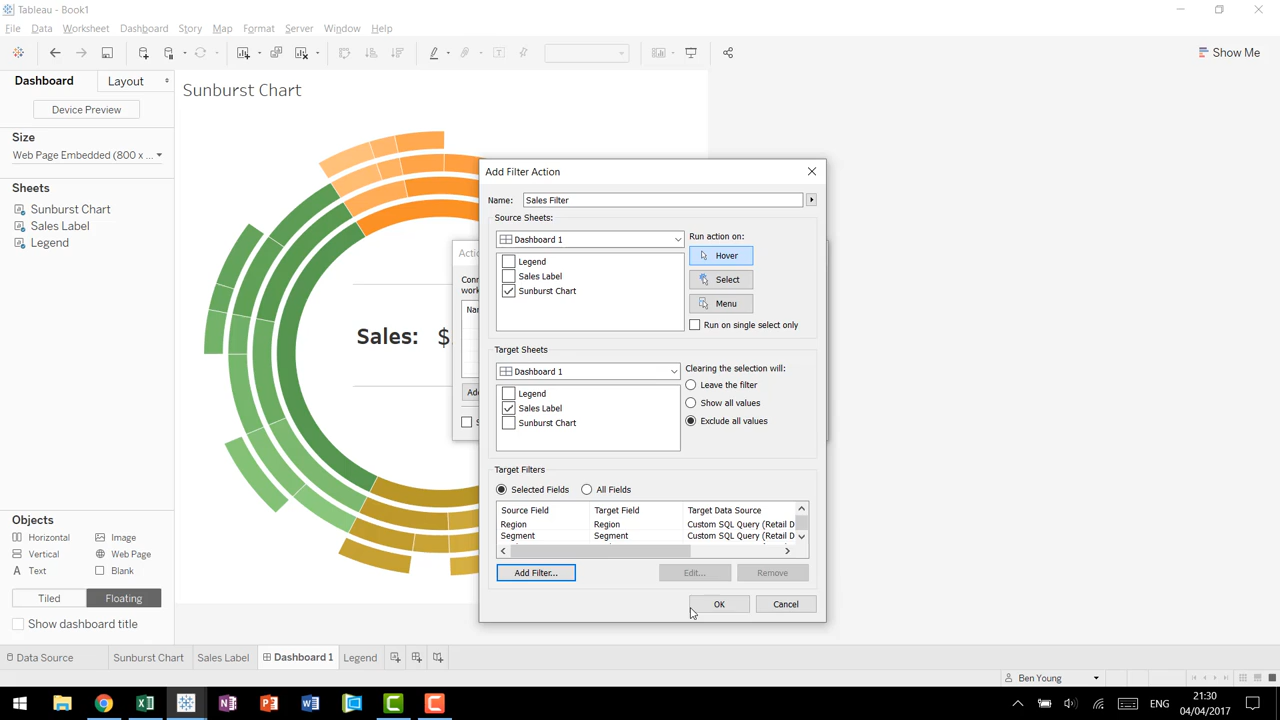 Tableau - Book1
File Data Worksheet Dashboard Story Map Format Server Window Help
Show Me
Dashboard Layout
Device Preview
Size
Web Page Embedded (800 x ...
Sheets
Sunburst Chart
Sales Label
Legend
Objects
Horizontal Image
Vertical Web Page
Text Blank
Tiled Floating
Show dashboard title
Sunburst Chart
Sales: $
Add Filter Action
Name: Sales Filter
Source Sheets:
Dashboard 1
Legend
Sales Label
Sunburst Chart
Run action on:
Hover
Select
Menu
Run on single select only
Target Sheets
Dashboard 1
Legend
Sales Label
Sunburst Chart
Clearing the selection will:
Leave the filter
Show all values
Exclude all values
Target Filters
Selected Fields All Fields
Source Field Target Field Target Data Source
Region Region Custom SQL Query (Retail D
Segment Segment Custom SQL Query (Retail D
Add Filter... Edit... Remove
OK Cancel
Data Source Sunburst Chart Sales Label Dashboard 1 Legend
Ben Young
ENG
21:30
04/04/2017